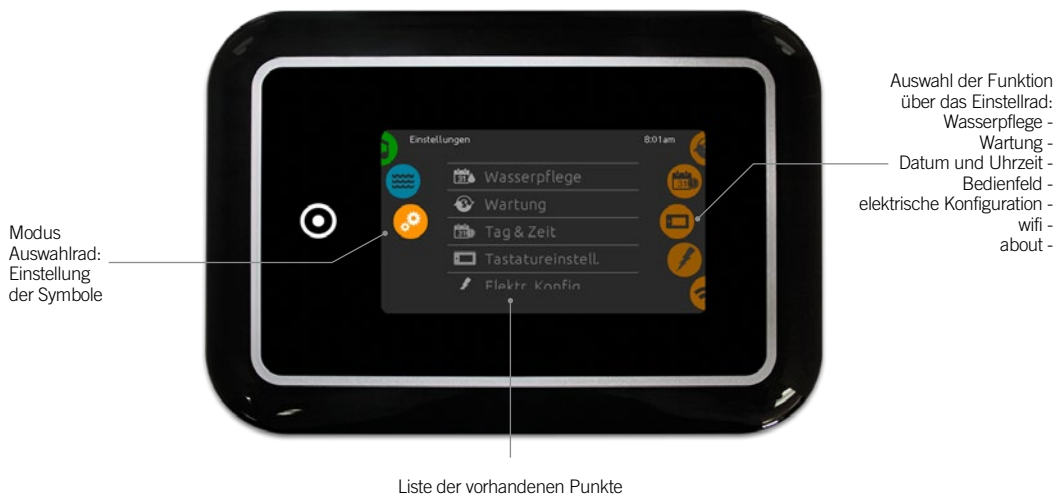 Einstellungen 8:01am
Wasserpflege
Wartung
Tag & Zeit
Tastatureinstell.
Elektr. Konfig
Modus
Auswahlrad:
Einstellung
der Symbole
Auswahl der Funktion
über das Einstellrad:
Wasserpflege -
Wartung -
Datum und Uhrzeit -
Bedienfeld -
elektrische Konfiguration -
wifi -
about -
Liste der vorhandenen Punkte